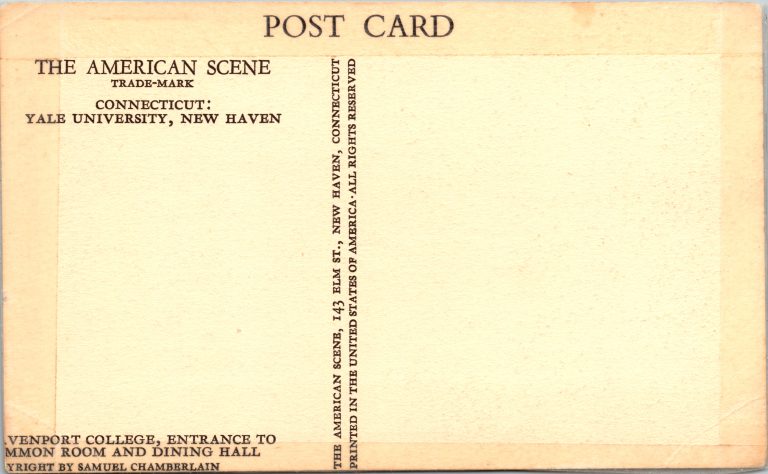 POST CARD
THE AMERICAN SCENE
TRADE-MARK
CONNECTICUT:
YALE UNIVERSITY, NEW HAVEN
THE AMERICAN SCENE, 143 ELM ST., NEW HAVEN, CONNECTICUT
PRINTED IN THE UNITED STATES OF AMERICA·ALL RIGHTS RESERVED
VENPORT COLLEGE, ENTRANCE TO
MMON ROOM AND DINING HALL
YRIGHT BY SAMUEL CHAMBERLAIN